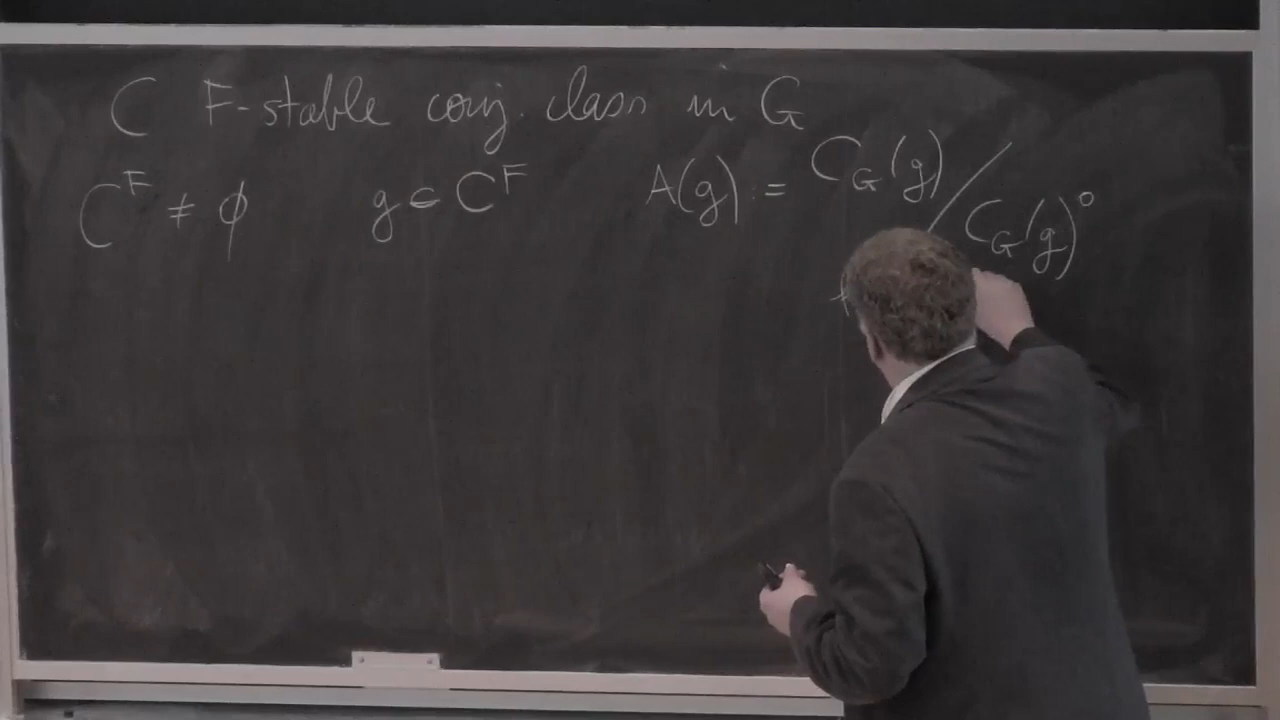 C F-stable conj. class in G
C^F ≠ ∅ g ∈ C^F A(g) := C_G(g) / C_G(g)°